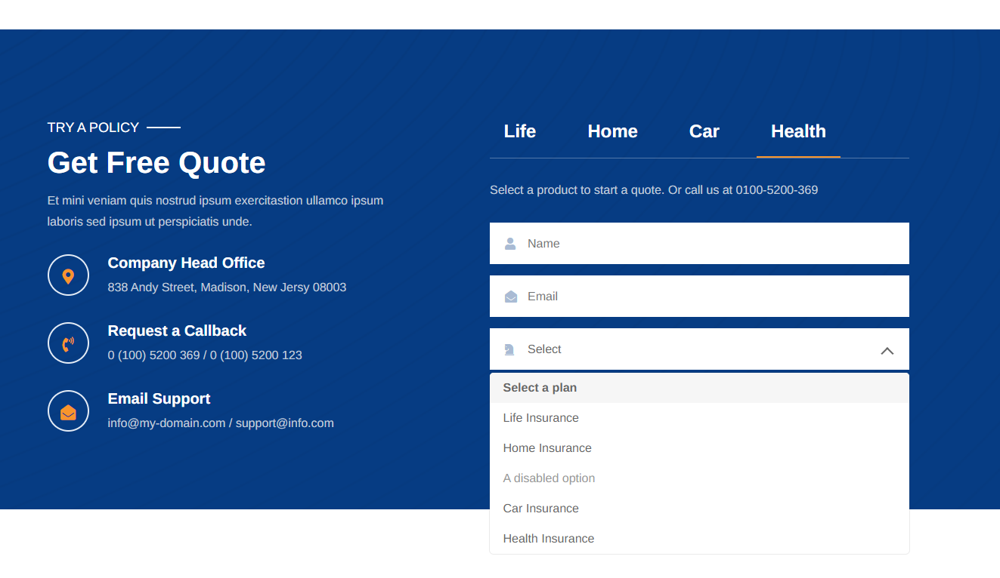 TRY A POLICY
Get Free Quote
Et mini veniam quis nostrud ipsum exercitastion ullamco ipsum
laboris sed ipsum ut perspiciatis unde.
Company Head Office
838 Andy Street, Madison, New Jersy 08003
Request a Callback
0 (100) 5200 369 / 0 (100) 5200 123
Email Support
info@my-domain.com / support@info.com
Life Home Car Health
Select a product to start a quote. Or call us at 0100-5200-369
Name
Email
Select
Select a plan
Life Insurance
Home Insurance
A disabled option
Car Insurance
Health Insurance